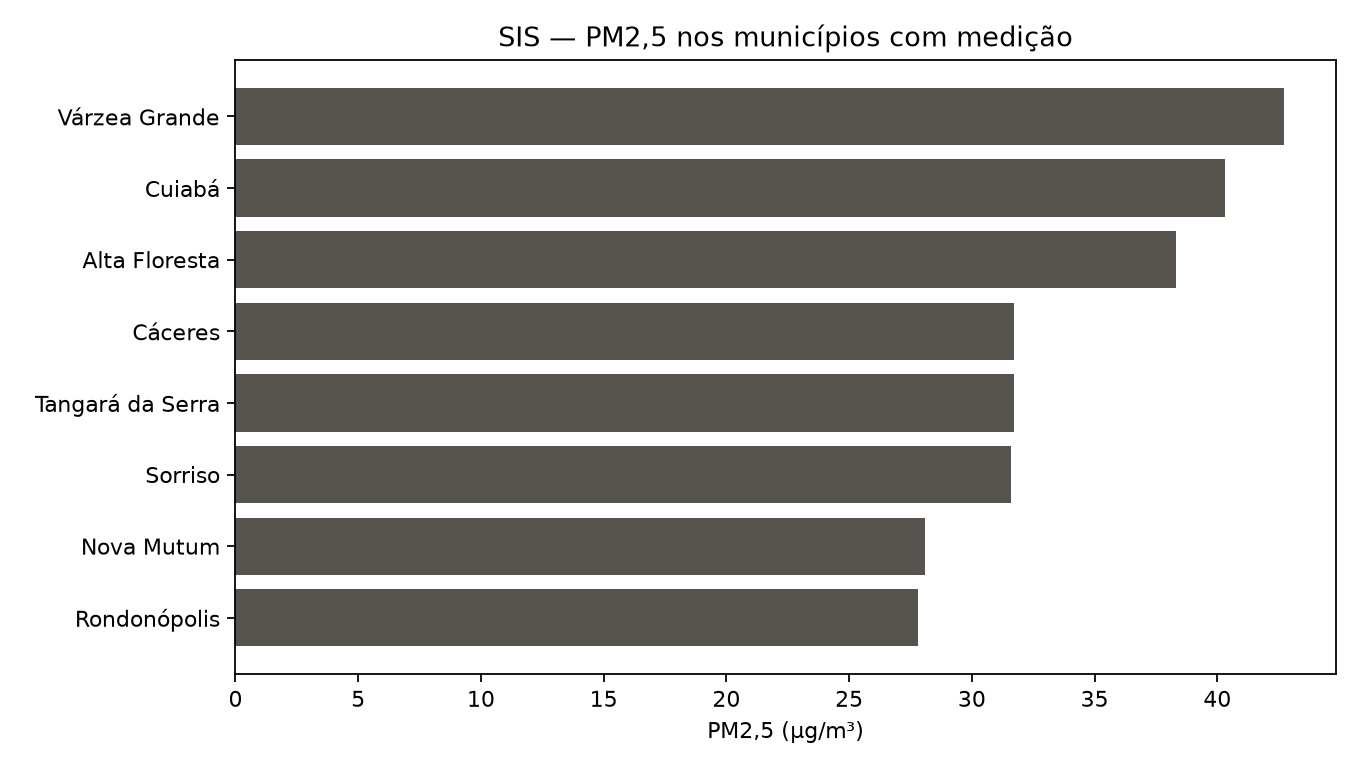 SIS — PM2,5 nos municípios com medição
Várzea Grande
Cuiabá
Alta Floresta
Cáceres
Tangará da Serra
Sorriso
Nova Mutum
Rondonópolis
0 5 10 15 20 25 30 35 40
PM2,5 (µg/m³)